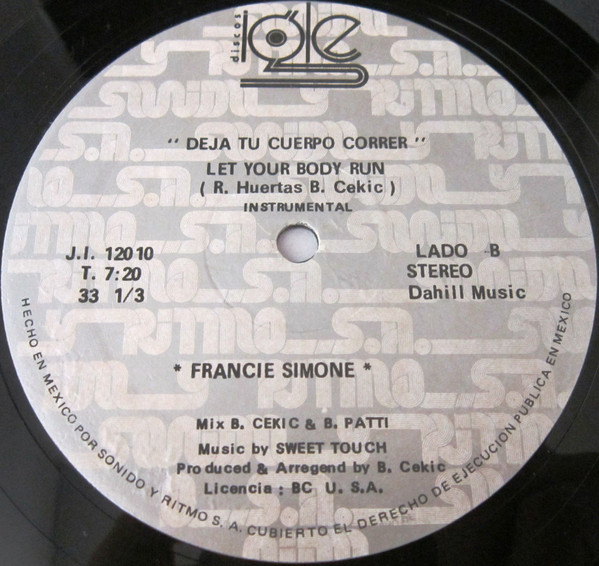 discos
" DEJA TU CUERPO CORRER "
LET YOUR BODY RUN
( R. Huertas B. Cekic )
INSTRUMENTAL
J.I. 12010
T. 7:20
33 1/3
LADO -B
STEREO
Dahill Music
* FRANCIE SIMONE *
Mix B. CEKIC & B. PATTI
Music by SWEET TOUCH
Produced & Arregend by B. Cekic
Licencia : BC U. S.A.
HECHO EN MEXICO POR SONIDO Y RITMO S. A. CUBIERTO EL DERECHO DE EJECUCION PUBLICA EN MEXICO